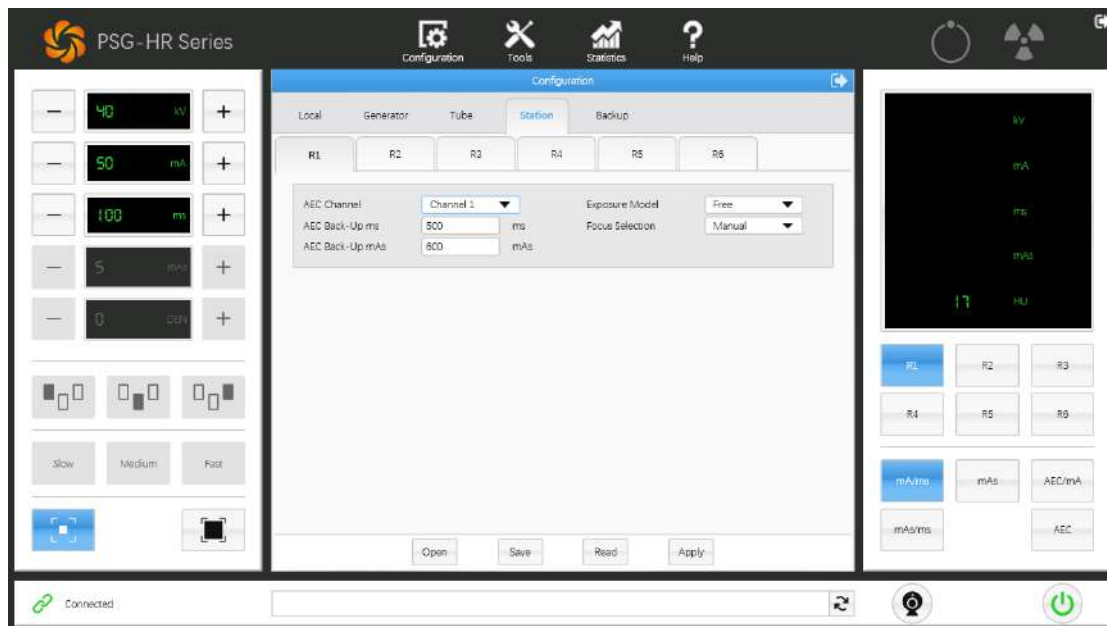 PSG-HR Series
Configuration
Tools
Statistics
Help
40 kV
50 mA
100 ms
5 mAs
0 DEN
Slow Medium Fast
Configuration
Local Generator Tube Station Backup
R1 R2 R3 R4 R5 R6
AEC Channel Channel 1 Exposure Model Free
AEC Back-Up ms 500 ms Focus Selection Manual
AEC Back-Up mAs 600 mAs
Open Save Read Apply
kV
mA
ms
mAs
17 HU
R1 R2 R3
R4 R5 R6
mA/ms mAs AEC/mA
mAs/ms AEC
Connected